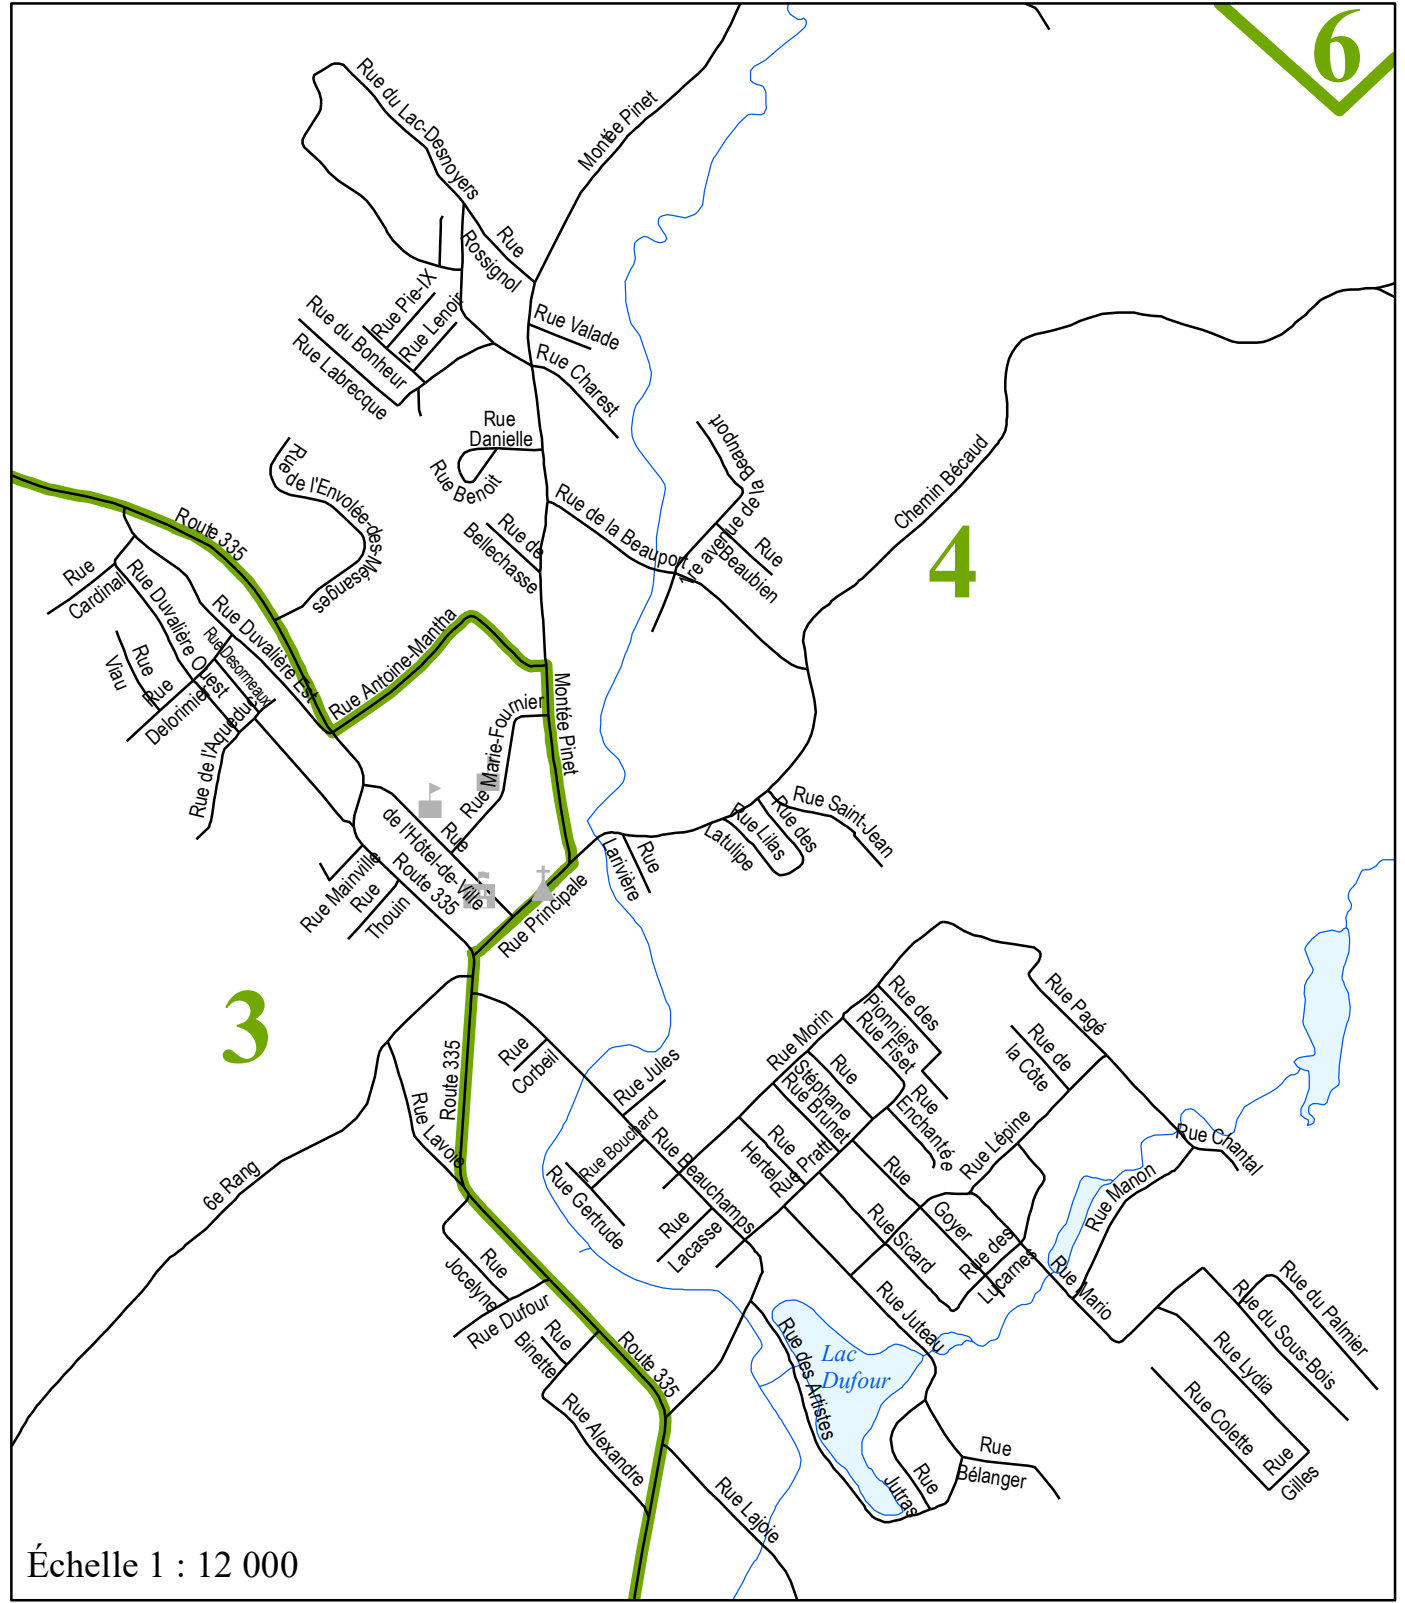 6
Rue du Lac-Desnoyers
Montée Pinet
Rue
Rossignol
Rue Pie-IX
Rue Lenoir
Rue du Bonheur
Rue Labrecque
Rue Valade
Rue Charest
Rue
Danielle
Rue Benoit
Rue de
Bellechasse
Rue de la Beauport
1re avenue de la Beauport
Rue
Beaubien
Chemin Bécaud
4
Rue de l'Envolée-des-Mésanges
Route 335
Rue
Cardinal
Rue Duvalière Ouest
Rue Duvalière Est
Rue Desormeaux
Rue
Viau
Rue
Delorimier
Rue de l'Aqueduc
Rue Antoine-Mantha
Montée Pinet
Rue Marie-Fournier
Rue
de l'Hôtel-de-Ville
Route 335
Rue Mainville
Rue
Thouin
Rue Principale
Rue
Larivière
Latulipe
Rue Lilas
Rue des
Rue Saint-Jean
3
Rue
Corbeil
Route 335
Rue Lavoie
6e Rang
Rue Jules
Rue Bouchard
Rue Gertrude
Rue Beauchamps
Rue
Lacasse
Rue Morin
Rue des
Pionniers
Rue Fiset
Rue
Stéphane
Rue Brunet
Rue
Enchantée
Rue
Hertel
Rue Pratt
Rue
Goyer
Rue Sicard
Rue des
Lucarnes
Rue Juteau
Rue Pagé
Rue de
la Côte
Rue Lépine
Rue Chantal
Rue Manon
Rue Mario
Rue du Palmier
Rue du Sous-Bois
Rue Lydia
Rue Colette
Rue
Gilles
Rue
Jocelyne
Rue Dufour
Rue
Binette
Route 335
Rue Alexandre
Rue Lajoie
Rue des Artistes
Lac
Dufour
Rue
Jutras
Rue
Bélanger
Échelle 1 : 12 000